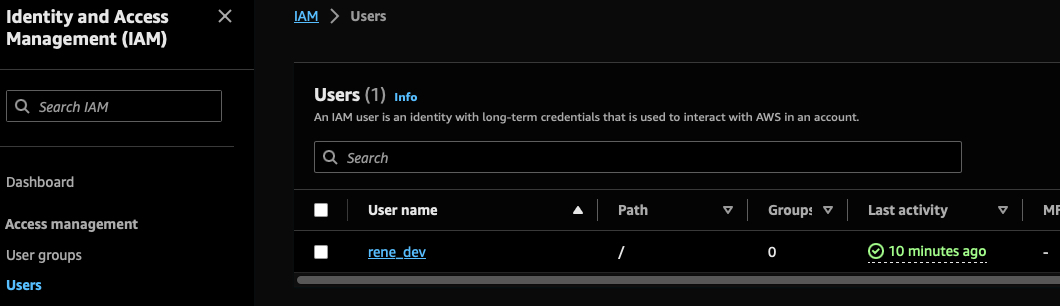 Identity and Access
Management (IAM)
Search IAM
Dashboard
Access management
User groups
Users
IAM > Users
Users (1) Info
An IAM user is an identity with long-term credentials that is used to interact with AWS in an account.
Search
User name Path Groups Last activity MF
rene_dev / 0 10 minutes ago -